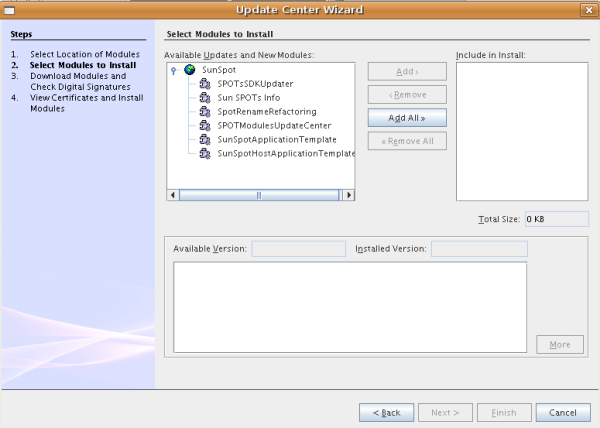 Update Center Wizard
Steps
1. Select Location of Modules
2. Select Modules to Install
3. Download Modules and
Check Digital Signatures
4. View Certificates and Install
Modules
Select Modules to Install
Available Updates and New Modules:
SunSpot
SPOTsSDKUpdater
Sun SPOTs Info
SpotRenameRefactoring
SPOTModulesUpdateCenter
SunSpotApplicationTemplate
SunSpotHostApplicationTemplate
Add ›
‹ Remove
Add All »
« Remove All
Include in Install:
Total Size: 0 KB
Available Version:
Installed Version:
More
< Back
Next >
Finish
Cancel